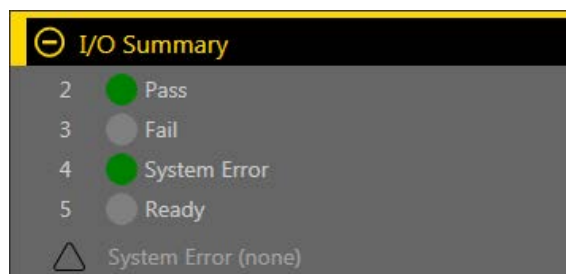 I/O Summary
2 Pass
3 Fail
4 System Error
5 Ready
System Error (none)